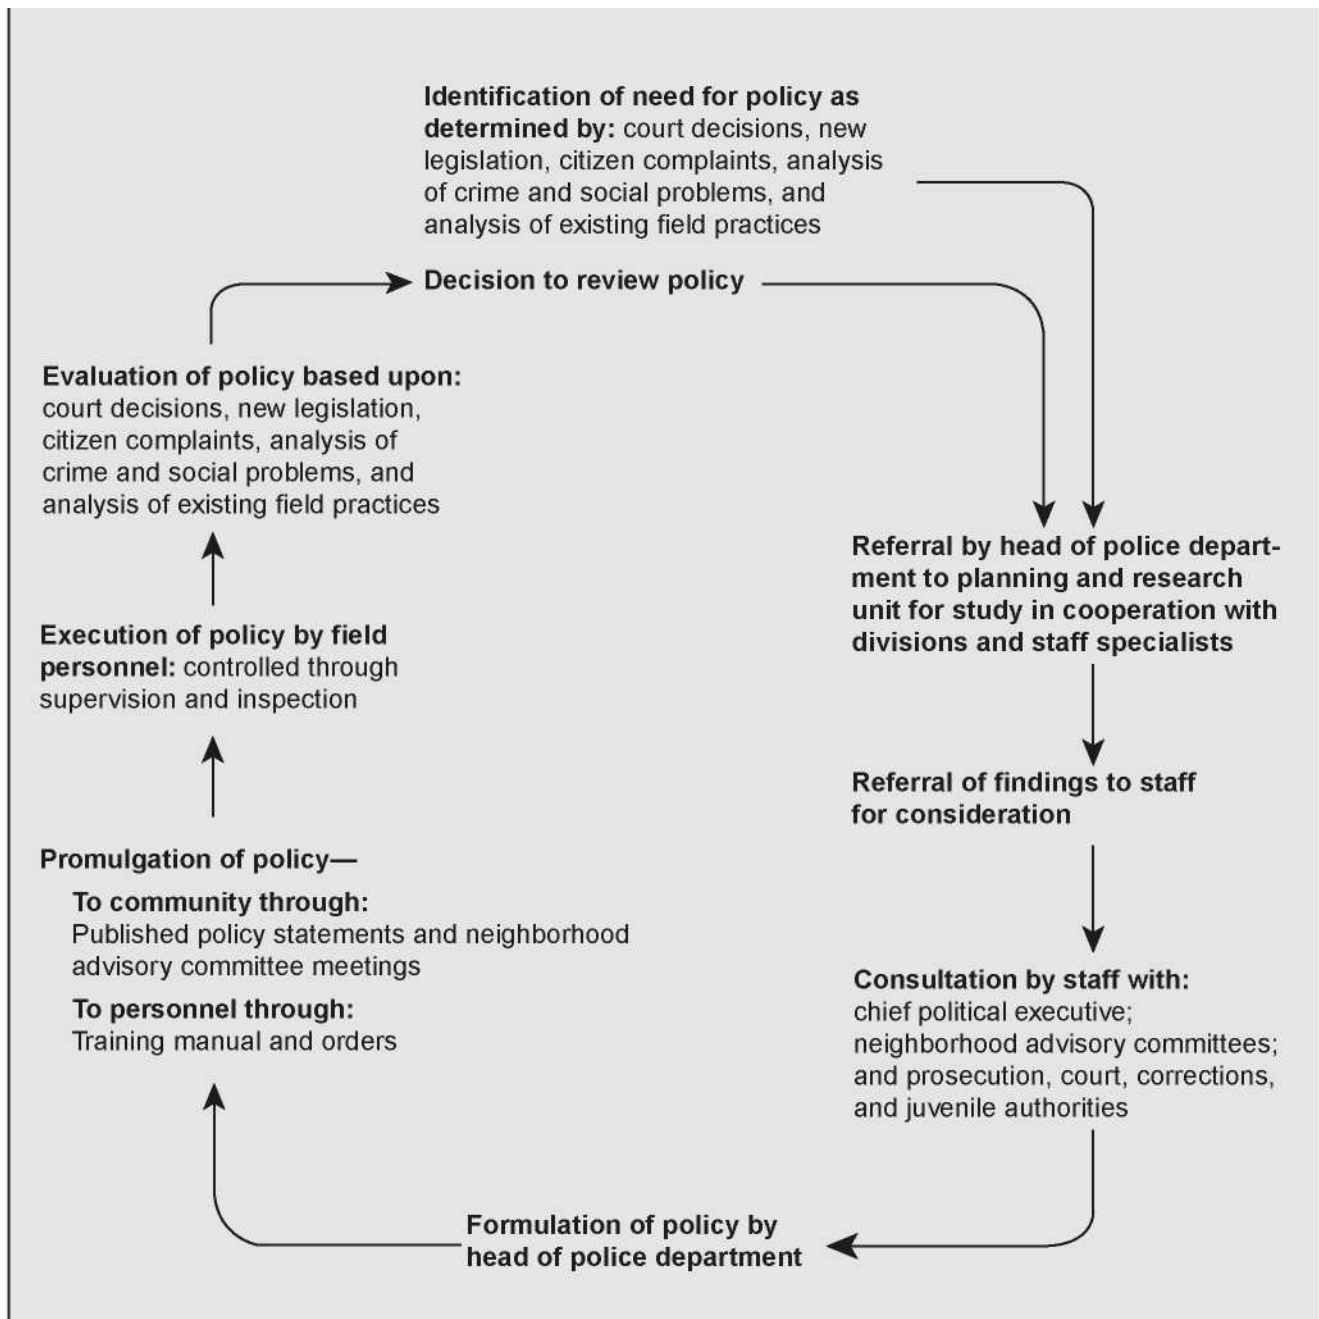 Identification of need for policy as
determined by: court decisions, new
legislation, citizen complaints, analysis
of crime and social problems, and
analysis of existing field practices
Decision to review policy
Evaluation of policy based upon:
court decisions, new legislation,
citizen complaints, analysis of
crime and social problems, and
analysis of existing field practices
Referral by head of police depart-
ment to planning and research
unit for study in cooperation with
divisions and staff specialists
Execution of policy by field
personnel: controlled through
supervision and inspection
Referral of findings to staff
for consideration
Promulgation of policy—
To community through:
Published policy statements and neighborhood
advisory committee meetings
To personnel through:
Training manual and orders
Consultation by staff with:
chief political executive;
neighborhood advisory committees;
and prosecution, court, corrections,
and juvenile authorities
Formulation of policy by
head of police department